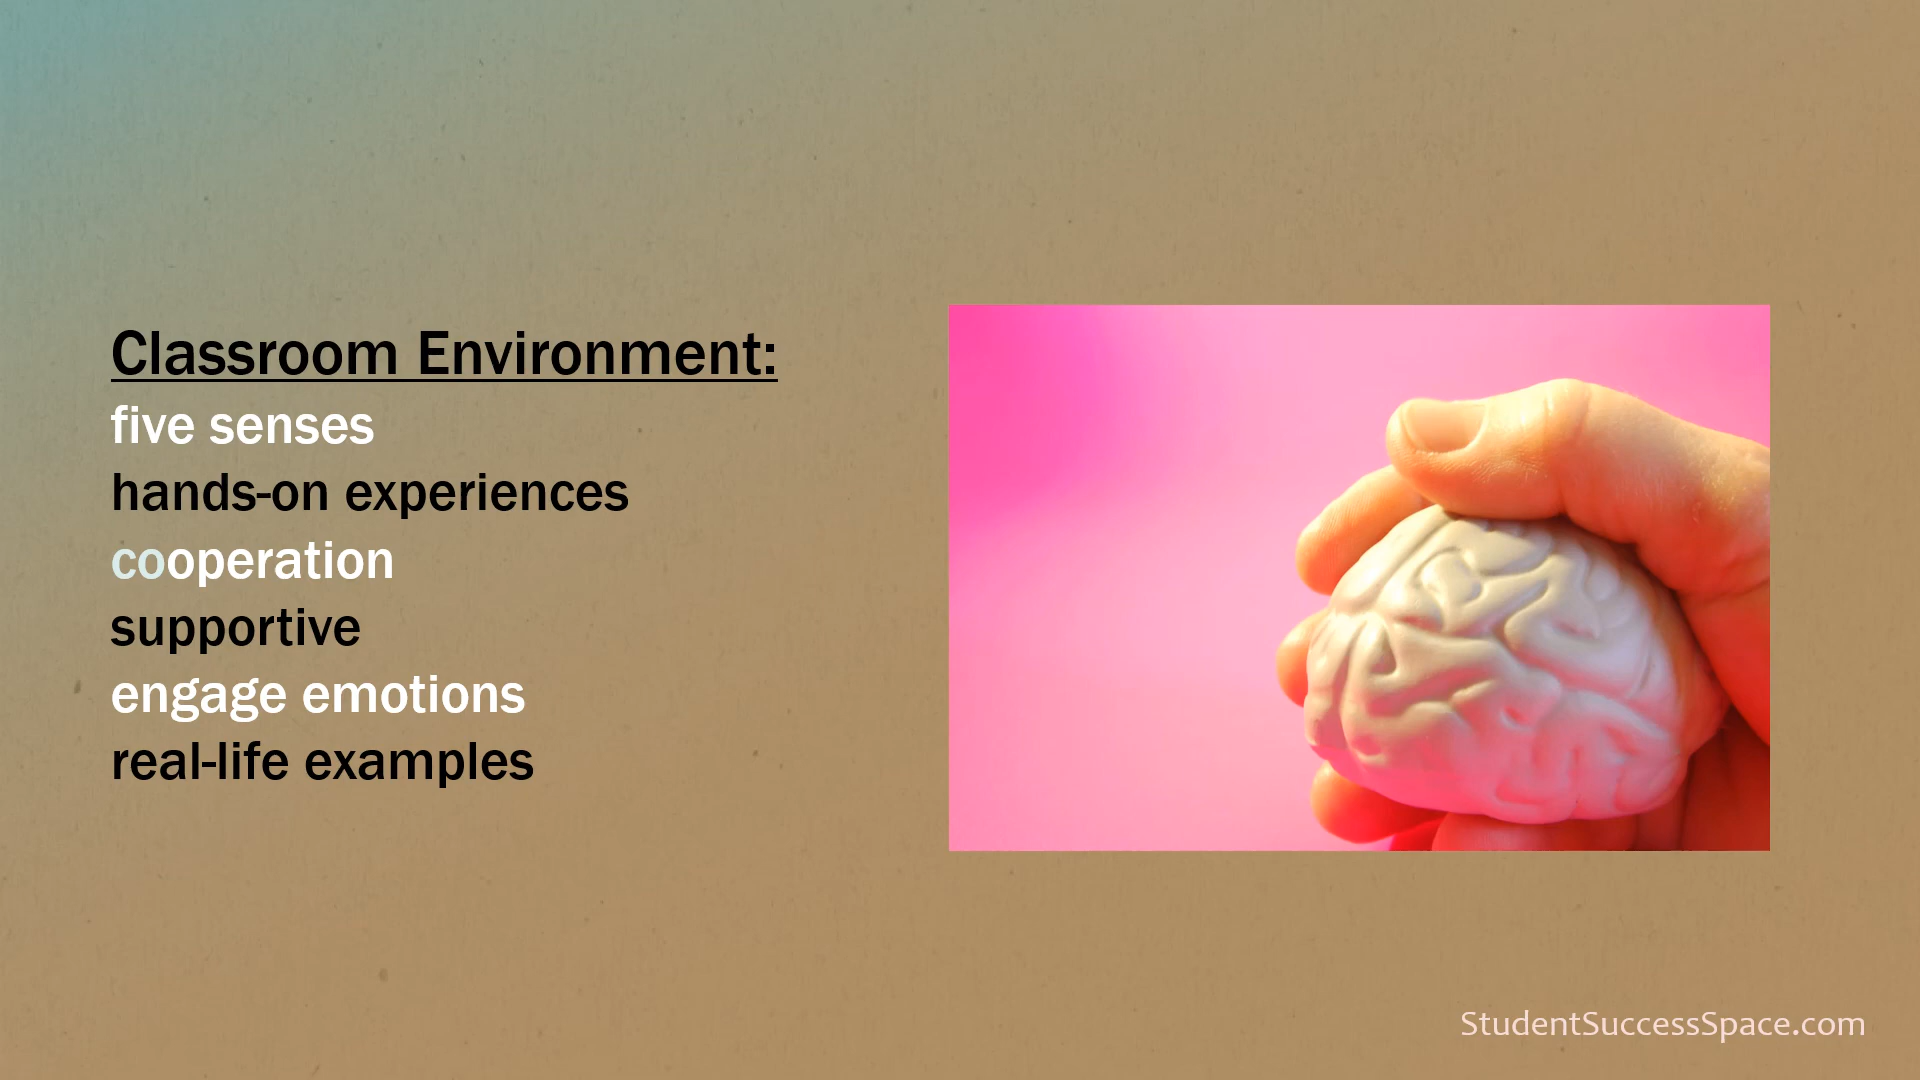 Classroom Environment:
five senses
hands-on experiences
cooperation
supportive
engage emotions
real-life examples
StudentSuccessSpace.com